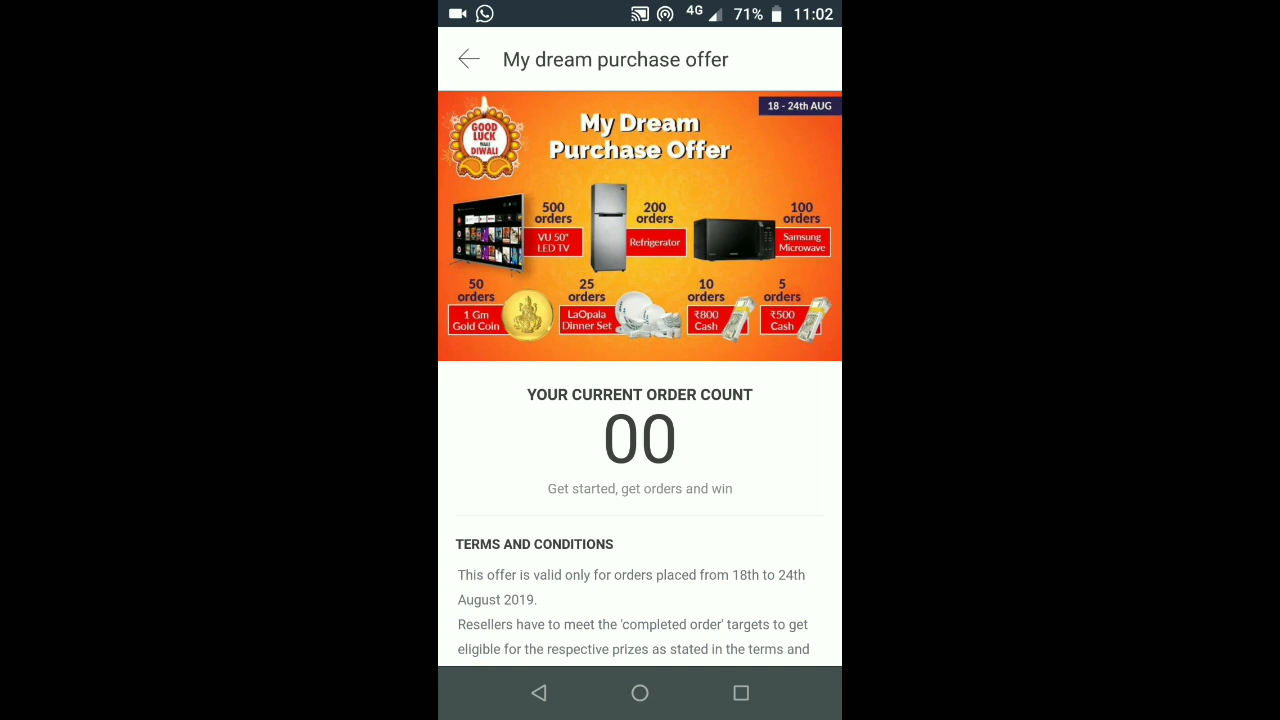 4G 71% 11:02
My dream purchase offer
18 - 24th AUG
GOOD
LUCK
WALI
DIWALI
My Dream
Purchase Offer
500
orders
VU 50"
LED TV
200
orders
Refrigerator
100
orders
Samsung
Microwave
50
orders
1 Gm
Gold Coin
25
orders
LaOpala
Dinner Set
10
orders
₹800
Cash
5
orders
₹500
Cash
YOUR CURRENT ORDER COUNT
00
Get started, get orders and win
TERMS AND CONDITIONS
This offer is valid only for orders placed from 18th to 24th
August 2019.
Resellers have to meet the 'completed order' targets to get
eligible for the respective prizes as stated in the terms and